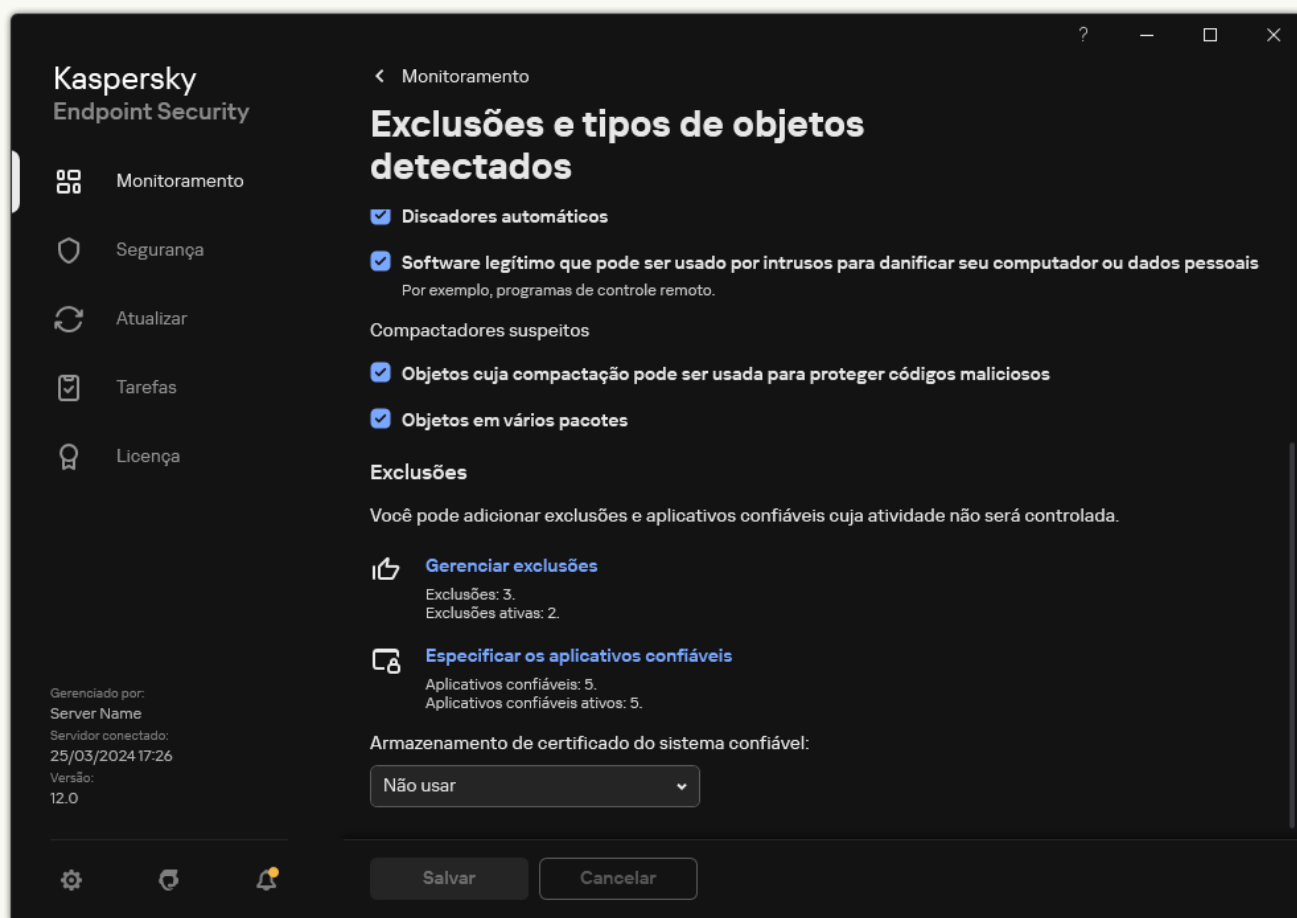 ?
Kaspersky
Endpoint Security
Monitoramento
Segurança
Atualizar
Tarefas
Licença
Gerenciado por:
Server Name
Servidor conectado:
25/03/2024 17:26
Versão:
12.0
Monitoramento
Exclusões e tipos de objetos
detectados
Discadores automáticos
Software legítimo que pode ser usado por intrusos para danificar seu computador ou dados pessoais
Por exemplo, programas de controle remoto.
Compactadores suspeitos
Objetos cuja compactação pode ser usada para proteger códigos maliciosos
Objetos em vários pacotes
Exclusões
Você pode adicionar exclusões e aplicativos confiáveis cuja atividade não será controlada.
Gerenciar exclusões
Exclusões: 3.
Exclusões ativas: 2.
Especificar os aplicativos confiáveis
Aplicativos confiáveis: 5.
Aplicativos confiáveis ativos: 5.
Armazenamento de certificado do sistema confiável:
Não usar
Salvar
Cancelar